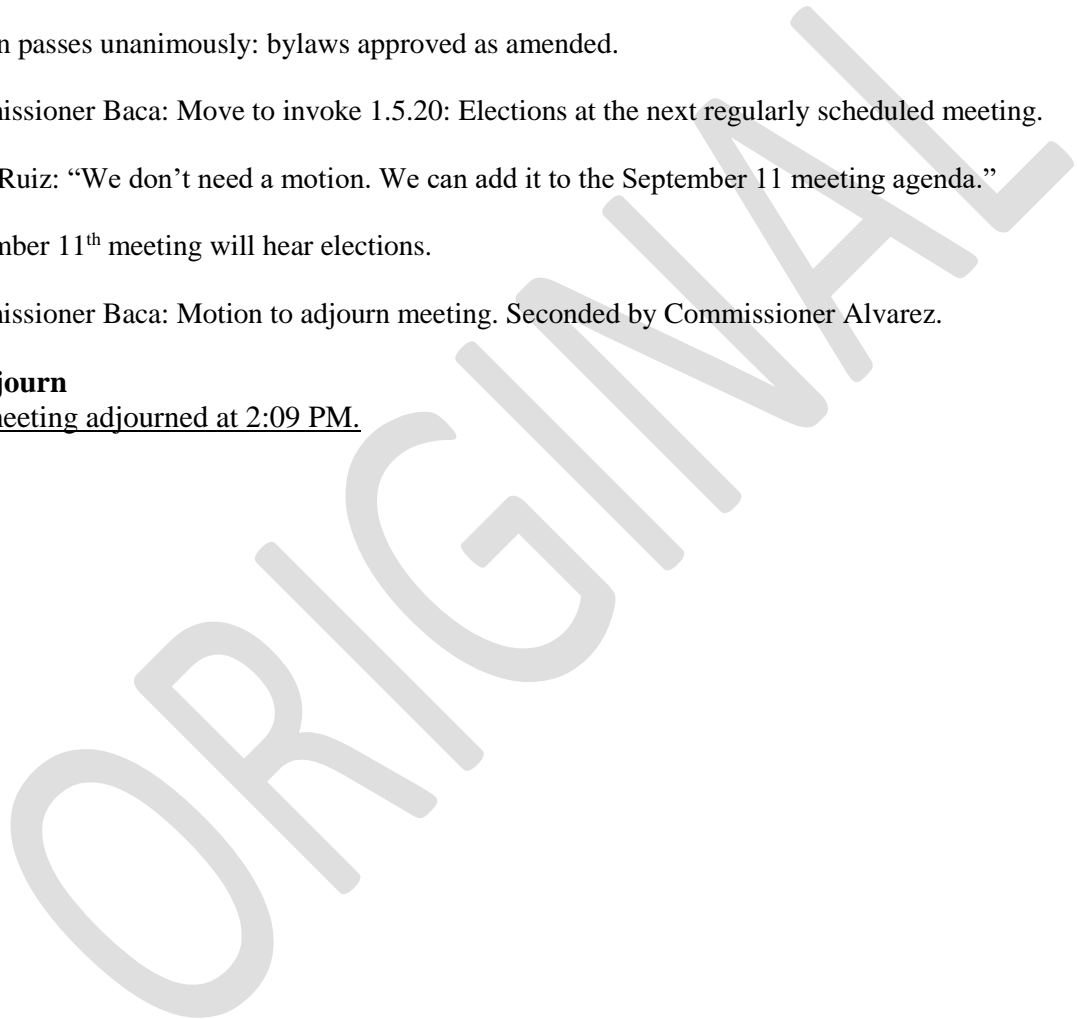 n passes unanimously: bylaws approved as amended.
issioner Baca: Move to invoke 1.5.20: Elections at the next regularly scheduled meeting.
Ruiz: “We don’t need a motion. We can add it to the September 11 meeting agenda.”
nber 11th meeting will hear elections.
issioner Baca: Motion to adjourn meeting. Seconded by Commissioner Alvarez.
journ
neeting adjourned at 2:09 PM.
ORIGINAL